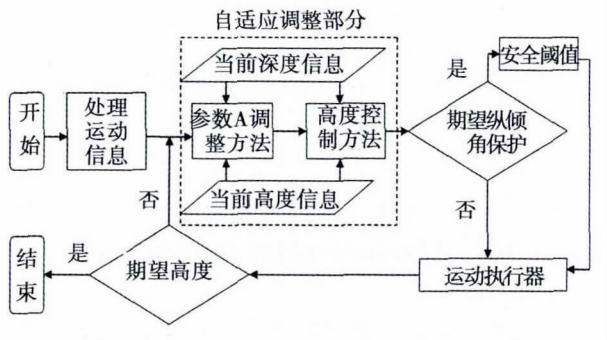 自适应调整部分
当前深度信息
是
安全阈值
开
始
处理
运动
信息
参数A调
整方法
高度控
制方法
期望纵倾
角保护
当前高度信息
否
否
结
束
是
期望高度
运动执行器